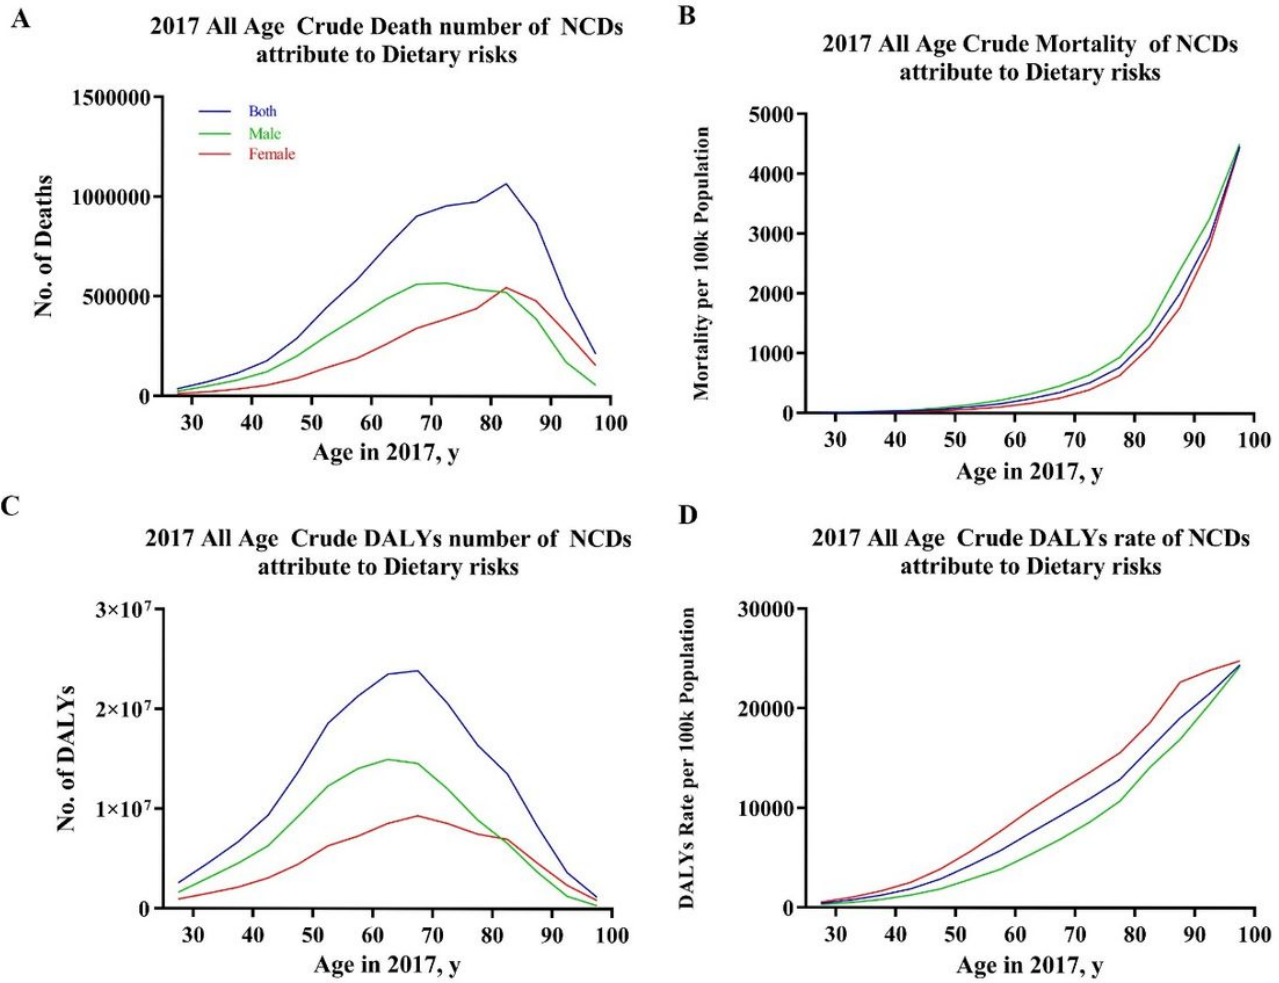 A
2017 All Age Crude Death number of NCDs
attribute to Dietary risks
1500000
1000000
500000
0
No. of Deaths
Both
Male
Female
30 40 50 60 70 80 90 100
Age in 2017, y
B
2017 All Age Crude Mortality of NCDs
attribute to Dietary risks
5000
4000
3000
2000
1000
0
Mortality per 100k Population
30 40 50 60 70 80 90 100
Age in 2017, y
C
2017 All Age Crude DALYs number of NCDs
attribute to Dietary risks
3×10⁷
2×10⁷
1×10⁷
0
No. of DALYs
30 40 50 60 70 80 90 100
Age in 2017, y
D
2017 All Age Crude DALYs rate of NCDs
attribute to Dietary risks
30000
20000
10000
0
DALYs Rate per 100k Population
30 40 50 60 70 80 90 100
Age in 2017, y